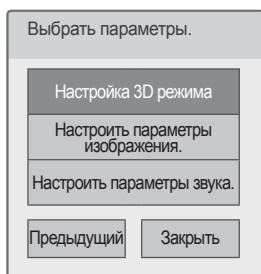 Выбрать параметры.
Настройка 3D режима
Настроить параметры
изображения.
Настроить параметры звука.
Предыдущий
Закрыть